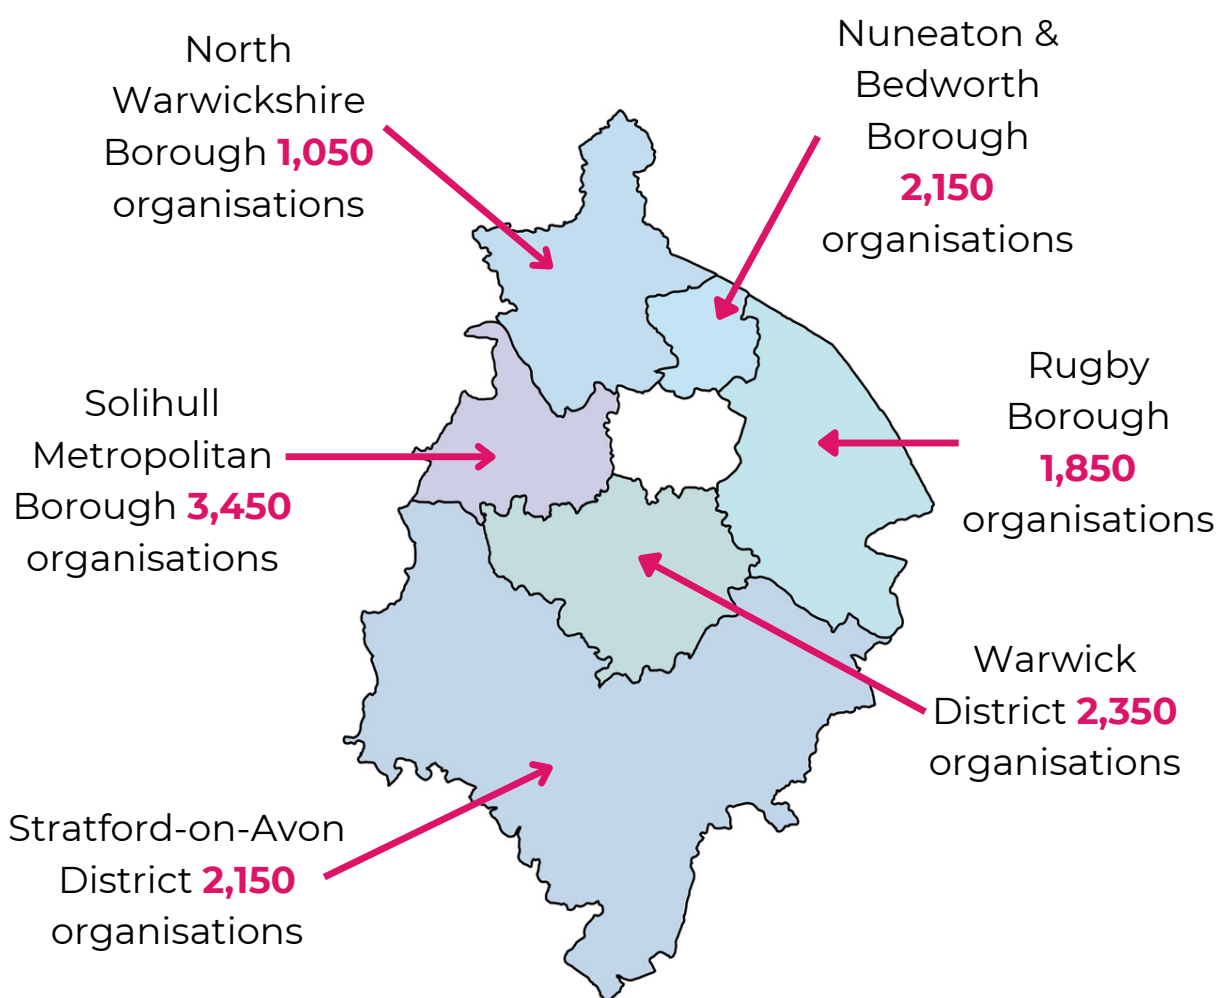 North
Warwickshire
Borough 1,050
organisations
Nuneaton &
Bedworth
Borough
2,150
organisations
Rugby
Borough
1,850
organisations
Solihull
Metropolitan
Borough 3,450
organisations
Warwick
District 2,350
organisations
Stratford-on-Avon
District 2,150
organisations